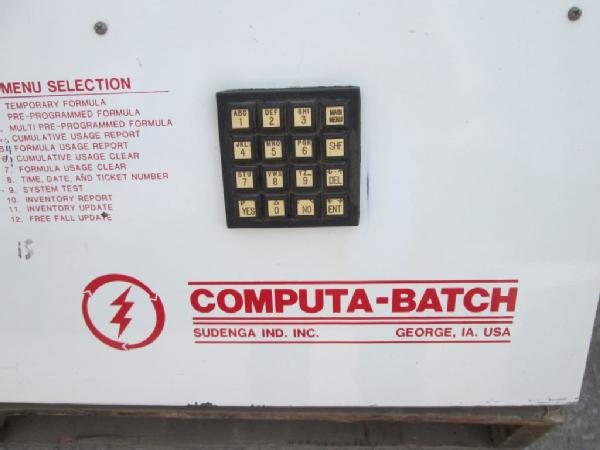 MENU SELECTION
TEMPORARY FORMULA
PRE-PROGRAMMED FORMULA
MULTI PRE-PROGRAMMED FORMULA
CUMULATIVE USAGE REPORT
FORMULA USAGE REPORT
CUMULATIVE USAGE CLEAR
7. FORMULA USAGE CLEAR
8. TIME, DATE, AND TICKET NUMBER
9. SYSTEM TEST
10. INVENTORY REPORT
11. INVENTORY UPDATE
12. FREE FALL UPDATE
15
ABC DEF GHI MAIN
1 2 3 MENU
JKL MNO PQR
4 5 6 SHF
STU VWX YZ
7 8 9 DEL
YES 0 NO ENT
COMPUTA-BATCH
SUDENGA IND. INC. GEORGE, IA. USA